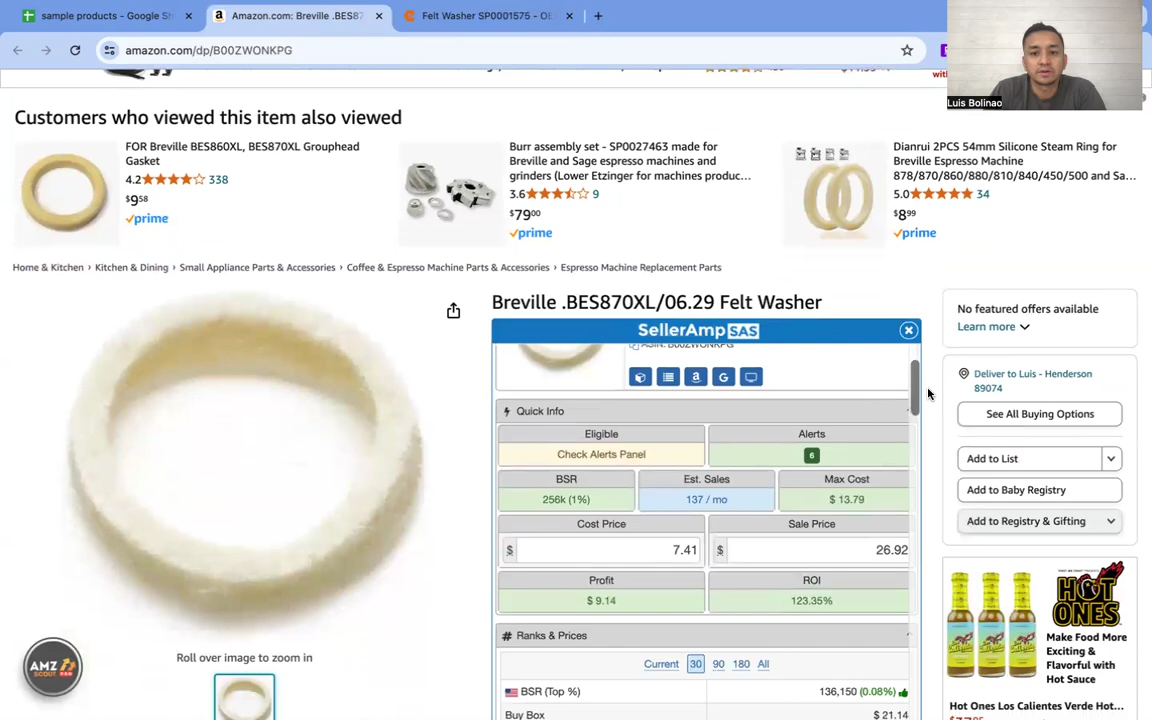 sample products - Google Sh
Amazon.com: Breville .BES87
Felt Washer SP0001575 - OE
amazon.com/dp/B00ZWONKPG
Luis Bolinao
Customers who viewed this item also viewed
FOR Breville BES860XL, BES870XL Grouphead
Gasket
4.2 338
$958
prime
Burr assembly set - SP0027463 made for
Breville and Sage espresso machines and
grinders (Lower Etzinger for machines produc...
3.6 9
$7900
prime
Dianrui 2PCS 54mm Silicone Steam Ring for
Breville Espresso Machine
878/870/860/880/810/840/450/500 and Sa...
5.0 34
$899
prime
Home & Kitchen › Kitchen & Dining › Small Appliance Parts & Accessories › Coffee & Espresso Machine Parts & Accessories › Espresso Machine Replacement Parts
Breville .BES870XL/06.29 Felt Washer
SellerAmp SAS
ASIN: B00ZWONKPG
Quick Info
Eligible Alerts
Check Alerts Panel 6
BSR Est. Sales Max Cost
256k (1%) 137 / mo $ 13.79
Cost Price Sale Price
$ 7.41 $ 26.92
Profit ROI
$ 9.14 123.35%
# Ranks & Prices
Current 30 90 180 All
BSR (Top %) 136,150 (0.08%)
Buy Box $ 21.14
Roll over image to zoom in
AMZ
SCOUT
No featured offers available
Learn more
Deliver to Luis - Henderson
89074
See All Buying Options
Add to List
Add to Baby Registry
Add to Registry & Gifting
HOT
ONES
Make Food More
Exciting &
Flavorful with
Hot Sauce
Hot Ones Los Calientes Verde Hot...